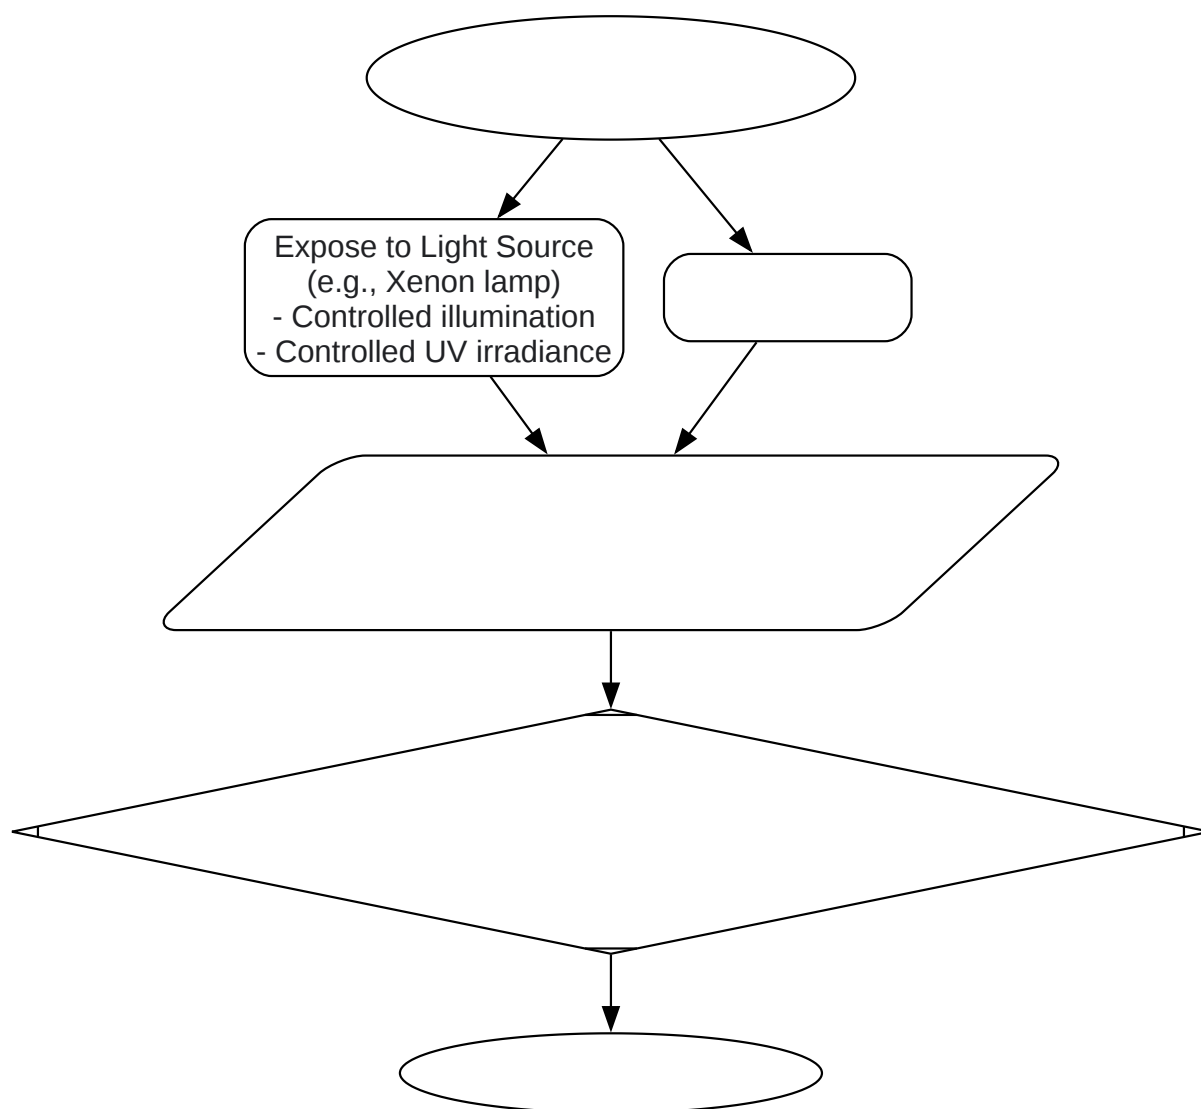 Expose to Light Source
(e.g., Xenon lamp)
- Controlled illumination
- Controlled UV irradiance